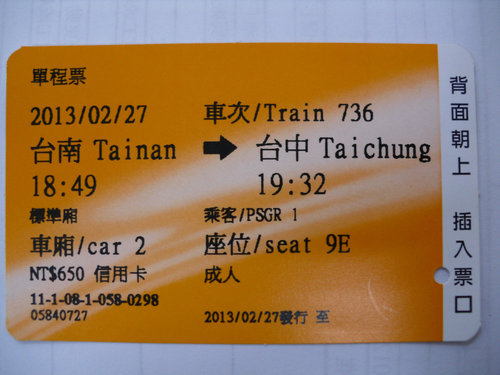 單程票
2013/02/27 車次/Train 736
台南 Tainan → 台中 Taichung
18:49 19:32
標準廂 乘客/PSGR 1
車廂/car 2 座位/seat 9E
NT$650 信用卡 成人
11-1-08-1-058-0298
05840727 2013/02/27發行 至
背面朝上 插入票口